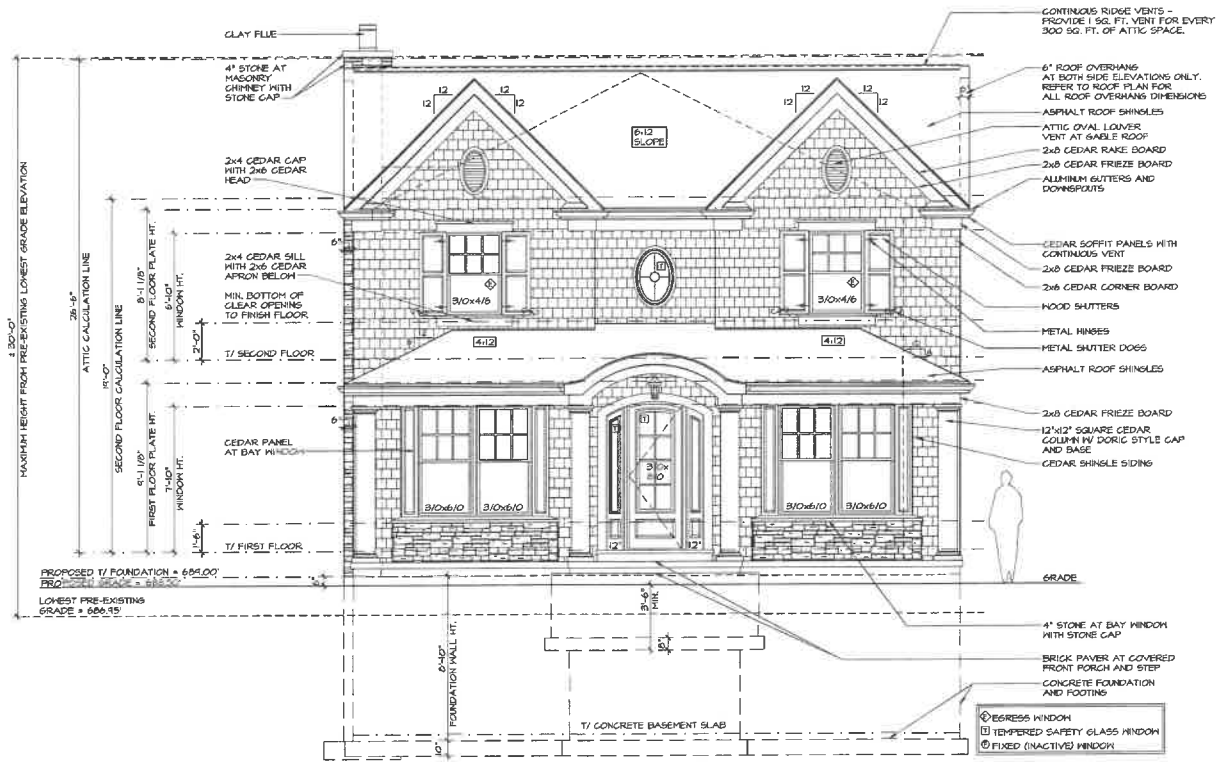 CONTINUOUS RIDGE VENTS -
PROVIDE 1 SQ. FT. VENT FOR EVERY
300 SQ. FT. OF ATTIC SPACE.
CLAY FLUE
4" STONE AT
MASONRY
CHIMNEY WITH
STONE CAP
6" ROOF OVERHANG
AT BOTH SIDE ELEVATIONS ONLY.
REFER TO ROOF PLAN FOR
ALL ROOF OVERHANG DIMENSIONS
12 12
12 12
12 12
12 12
6:12
SLOPE
ASPHALT ROOF SHINGLES
ATTIC OVAL LOUVER
VENT AT GABLE ROOF
2x8 CEDAR RAKE BOARD
2x8 CEDAR FRIEZE BOARD
ALUMINUM GUTTERS AND
DOWNSPOUTS
2x4 CEDAR CAP
WITH 2x6 CEDAR
HEAD
CEDAR SOFFIT PANELS WITH
CONTINUOUS VENT
2x8 CEDAR FRIEZE BOARD
2x6 CEDAR CORNER BOARD
WOOD SHUTTERS
METAL HINGES
METAL SHUTTER DOGS
ASPHALT ROOF SHINGLES
6"
2x4 CEDAR SILL
WITH 2x6 CEDAR
APRON BELOW
MIN. BOTTOM OF
CLEAR OPENING
TO FINISH FLOOR
T/ SECOND FLOOR
E
3/0x4/6
T
E
3/0x4/6
4:12
4:12
± 30'-0"
MAXIMUM HEIGHT FROM PRE-EXISTING LOWEST GRADE ELEVATION
ATTIC CALCULATION LINE
SECOND FLOOR CALCULATION LINE
8'-11 1/8"
SECOND FLOOR PLATE HT.
6'-10"
WINDOW HT.
2'-0"
9'-11 1/8"
FIRST FLOOR PLATE HT.
7'-10"
WINDOW HT.
1'-6"
6"
CEDAR PANEL
AT BAY WINDOW
2x8 CEDAR FRIEZE BOARD
12"x12" SQUARE CEDAR
COLUMN W/ DORIC STYLE CAP
AND BASE
CEDAR SHINGLE SIDING
T
T
3/0x
8/0
3/0x6/0 3/0x6/0
3/0x6/0 3/0x6/0
12" 12"
T/ FIRST FLOOR
PROPOSED T/ FOUNDATION = 689.00'
LOWEST PRE-EXISTING
GRADE = 686.95'
GRADE
3'-6"
MIN.
8"
8'-10"
FOUNDATION WALL HT.
10"
T/ CONCRETE BASEMENT SLAB
4" STONE AT BAY WINDOW
WITH STONE CAP
BRICK PAVER AT COVERED
FRONT PORCH AND STEP
CONCRETE FOUNDATION
AND FOOTING
E EGRESS WINDOW
T TEMPERED SAFETY GLASS WINDOW
F FIXED (INACTIVE) WINDOW